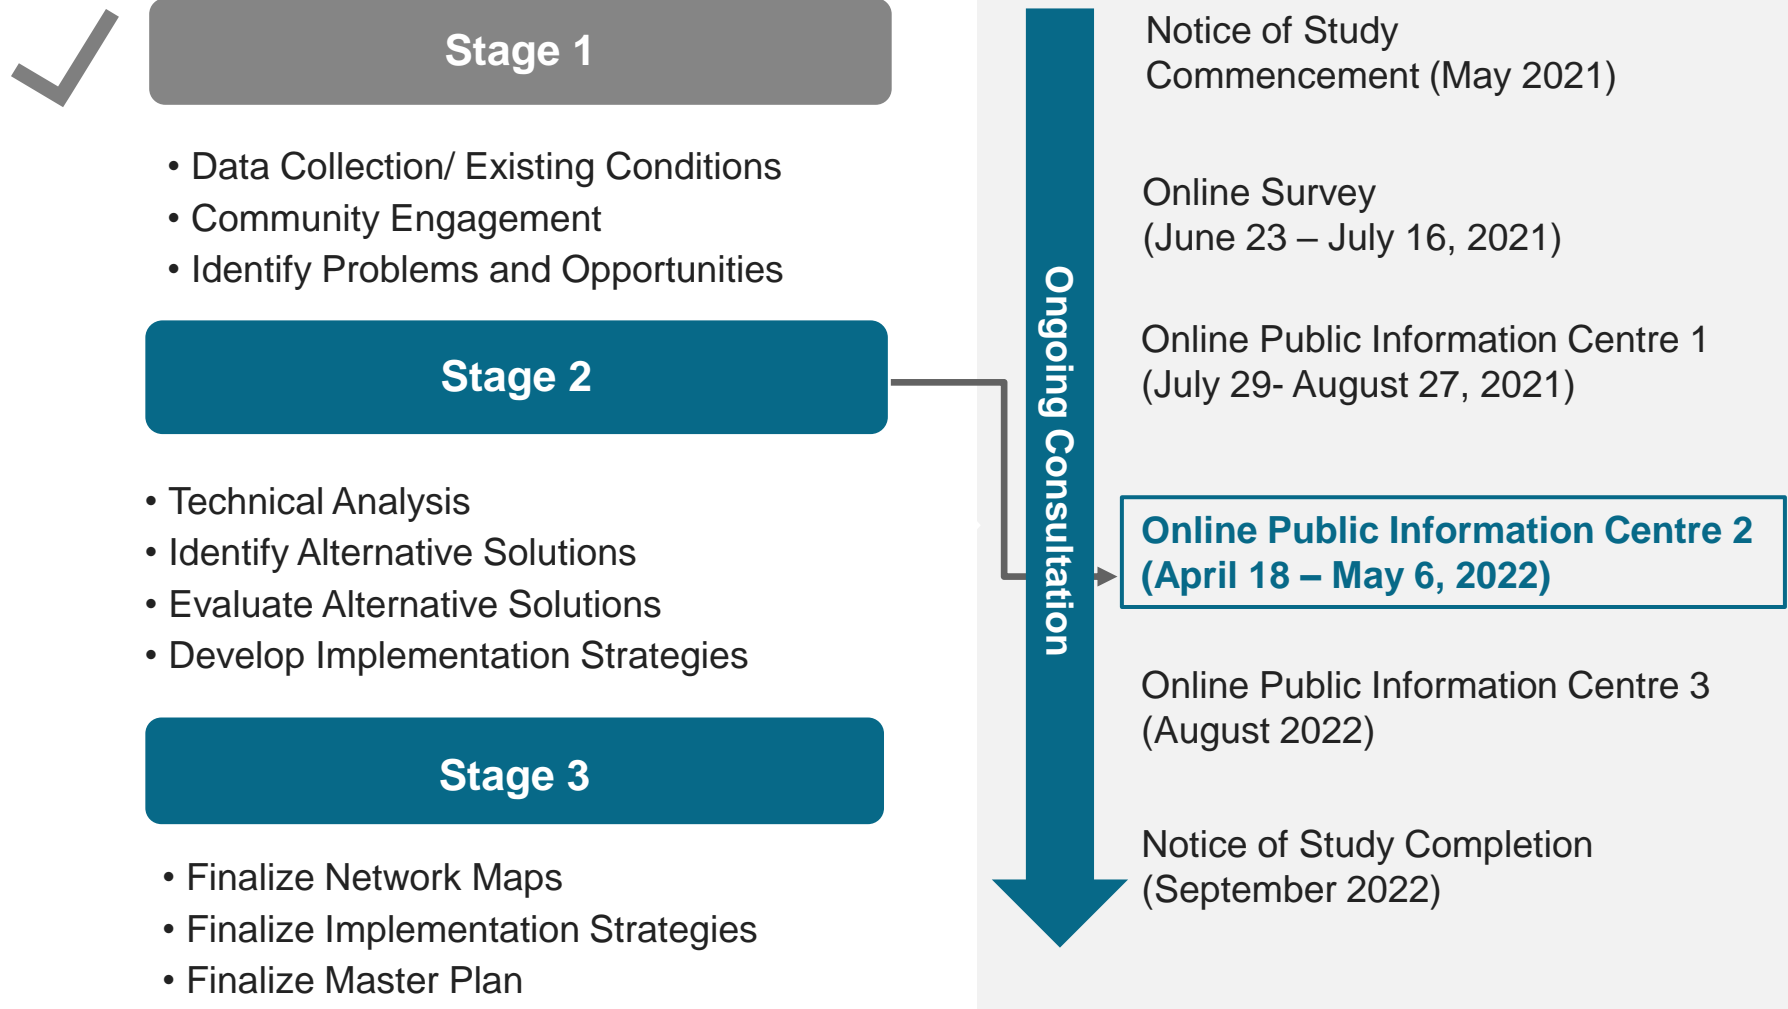 Stage 1
• Data Collection/ Existing Conditions
• Community Engagement
• Identify Problems and Opportunities
Stage 2
• Technical Analysis
• Identify Alternative Solutions
• Evaluate Alternative Solutions
• Develop Implementation Strategies
Stage 3
• Finalize Network Maps
• Finalize Implementation Strategies
• Finalize Master Plan
Ongoing Consultation
Notice of Study
Commencement (May 2021)
Online Survey
(June 23 – July 16, 2021)
Online Public Information Centre 1
(July 29- August 27, 2021)
Online Public Information Centre 2
(April 18 – May 6, 2022)
Online Public Information Centre 3
(August 2022)
Notice of Study Completion
(September 2022)